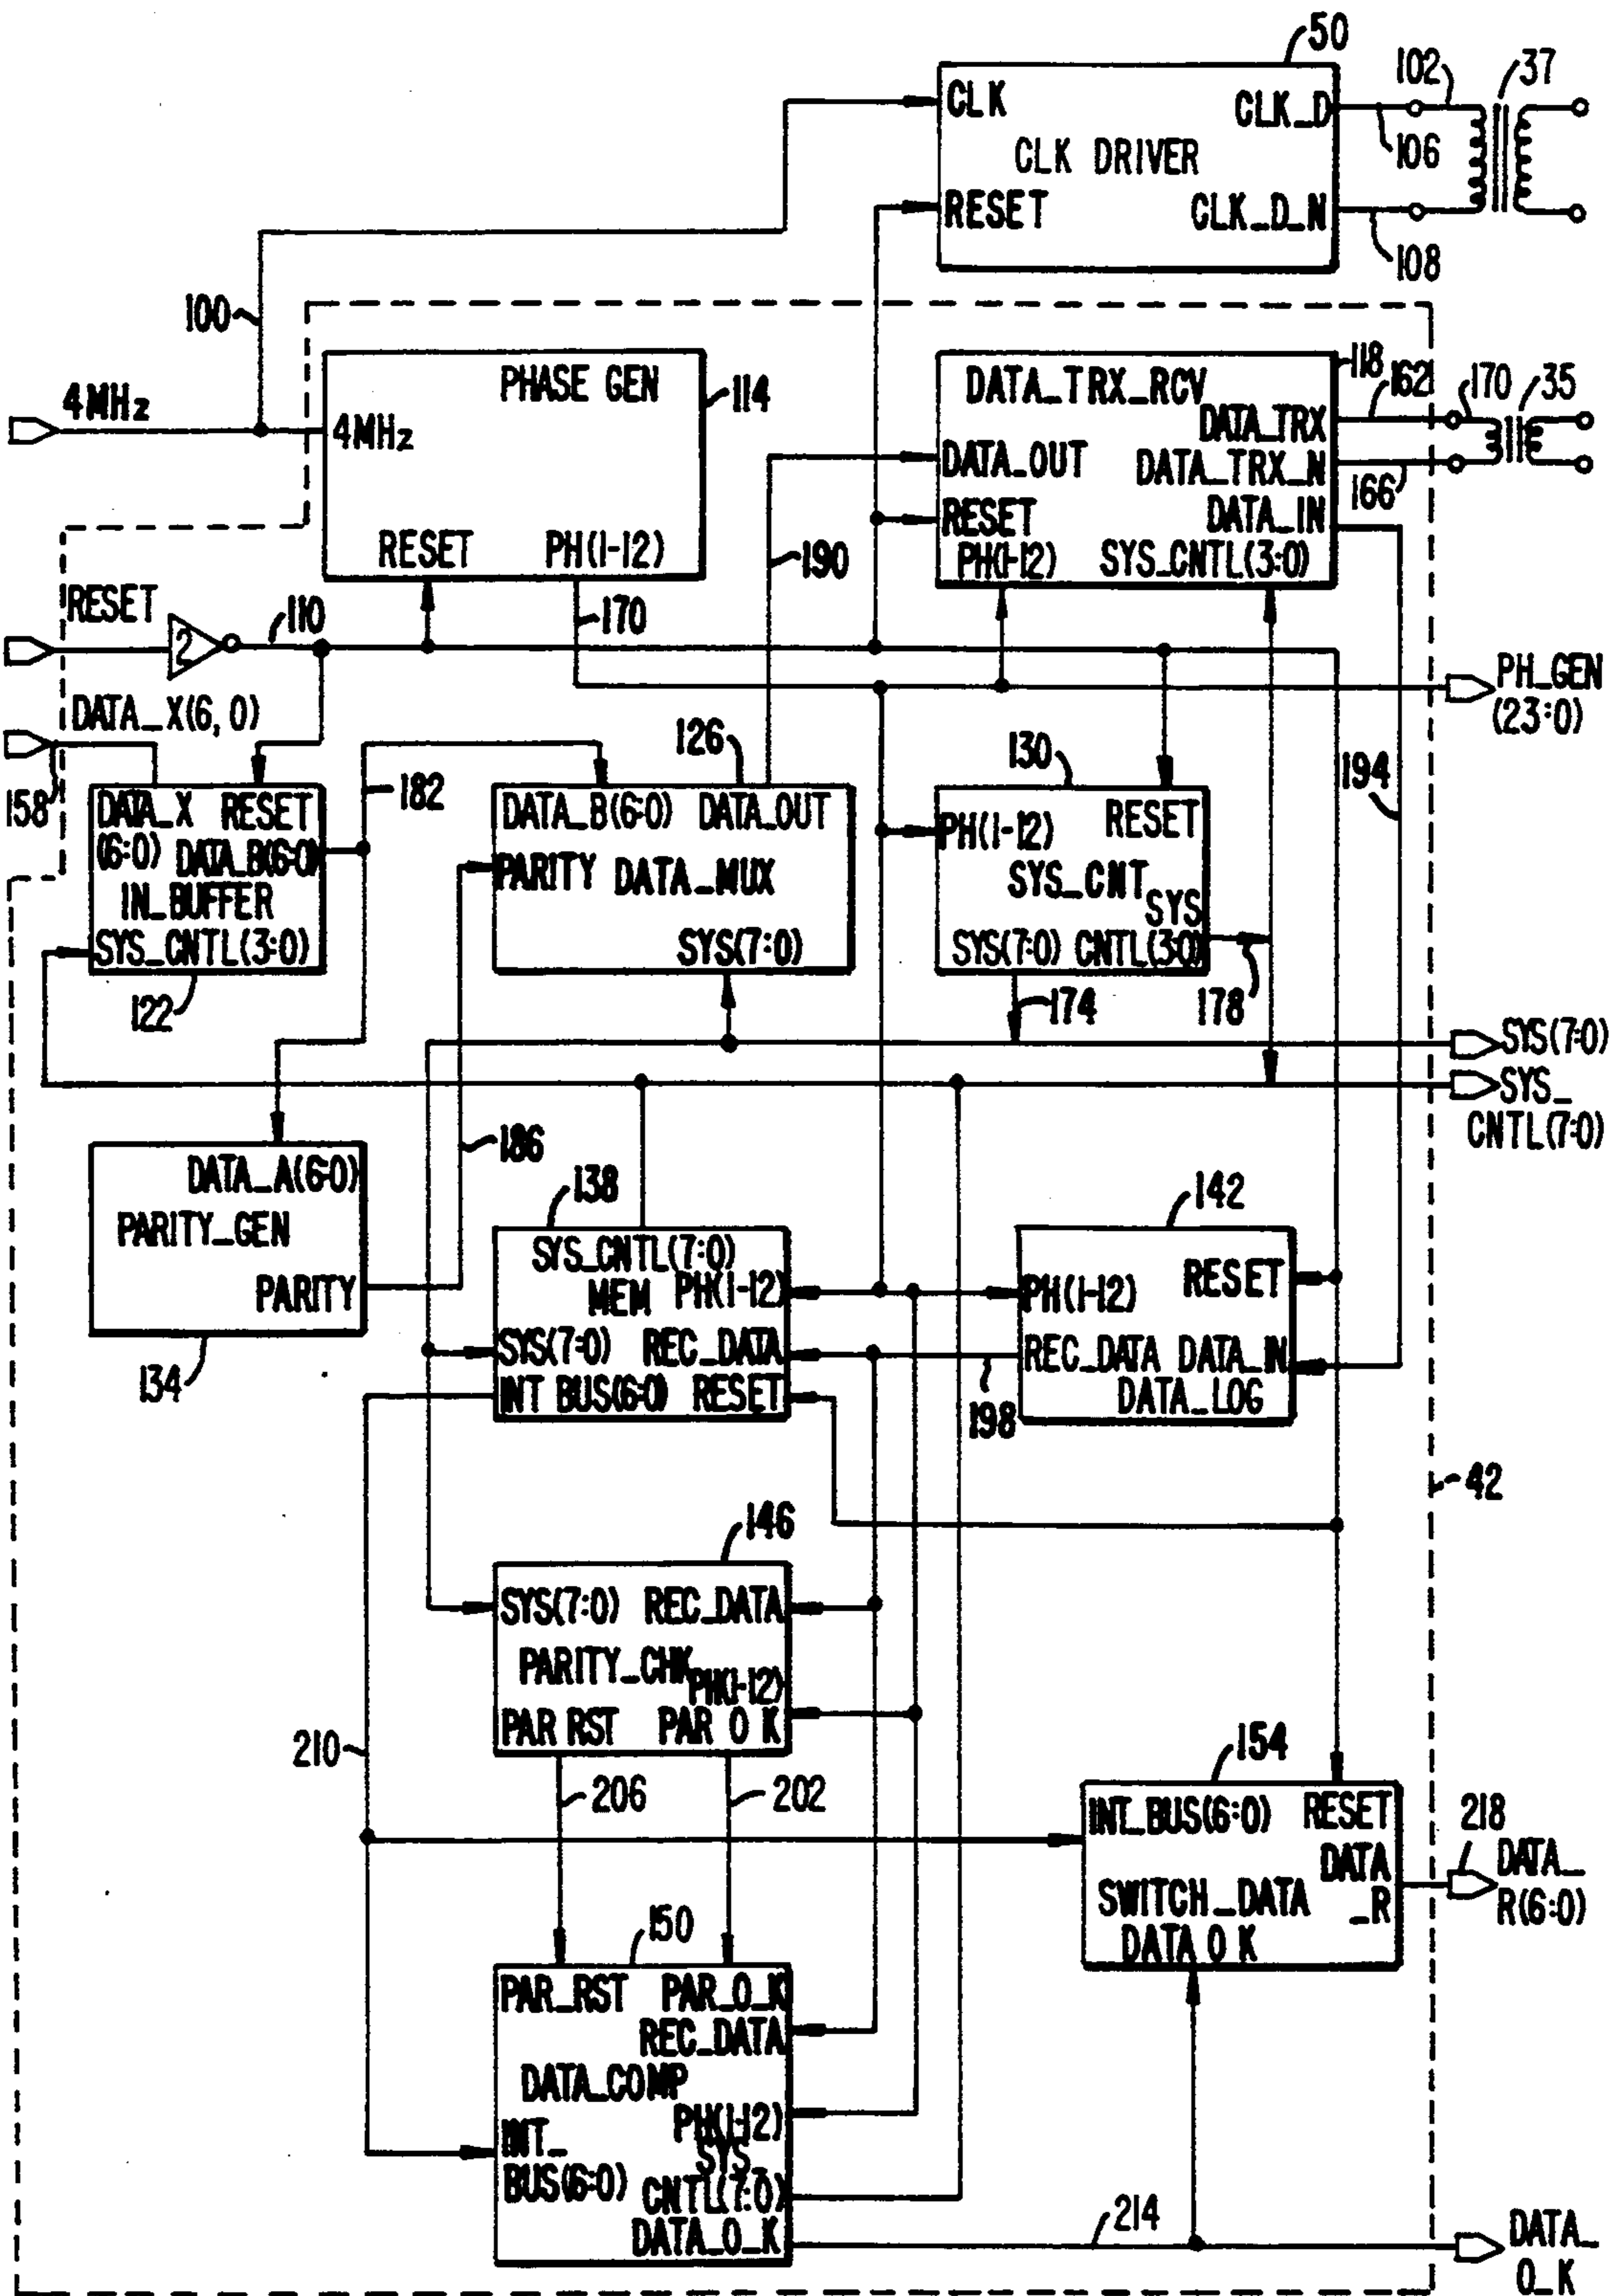 50
CLK
CLK_D
CLK DRIVER
RESET
CLK_D_N
102
37
106
108
100
4MHz
PHASE GEN
4MHz
RESET
PH(1-12)
114
DATA_TRX_RCV
DATA_TRX
DATA_OUT
DATA_TRX_N
RESET
DATA_IN
PH(1-12)
SYS_CNTL(3:0)
118
162
170
35
166
190
170
RESET
2
110
PH_GEN
(23:0)
DATA_X(6,0)
158
182
126
130
194
DATA_X
RESET
(6:0)
DATA_B(6:0)
IN_BUFFER
SYS_CNTL(3:0)
122
DATA_B(6:0)
DATA_OUT
PARITY
DATA_MUX
SYS(7:0)
PH(1-12)
RESET
SYS_CNT
SYS
SYS(7:0)
CNTL(3:0)
174
178
SYS(7:0)
SYS_
CNTL(7:0)
186
DATA_A(6:0)
PARITY_GEN
PARITY
134
138
SYS_CNTL(7:0)
MEM
PH(1-12)
SYS(7:0)
REC_DATA
INT BUS(6:0)
RESET
142
PH(1-12)
RESET
REC_DATA
DATA_IN
DATA_LOG
198
42
146
SYS(7:0)
REC_DATA
PARITY_CHK
PH(1-12)
PAR RST
PAR O K
210
206
202
154
INT_BUS(6:0)
RESET
DATA
_R
SWITCH_DATA
DATA O K
218
DATA_
R(6:0)
150
PAR_RST
PAR_O_K
REC_DATA
DATA_COMP
PH(1-12)
INT_
BUS(6:0)
SYS_
CNTL(7:0)
DATA_O_K
214
DATA_
O_K